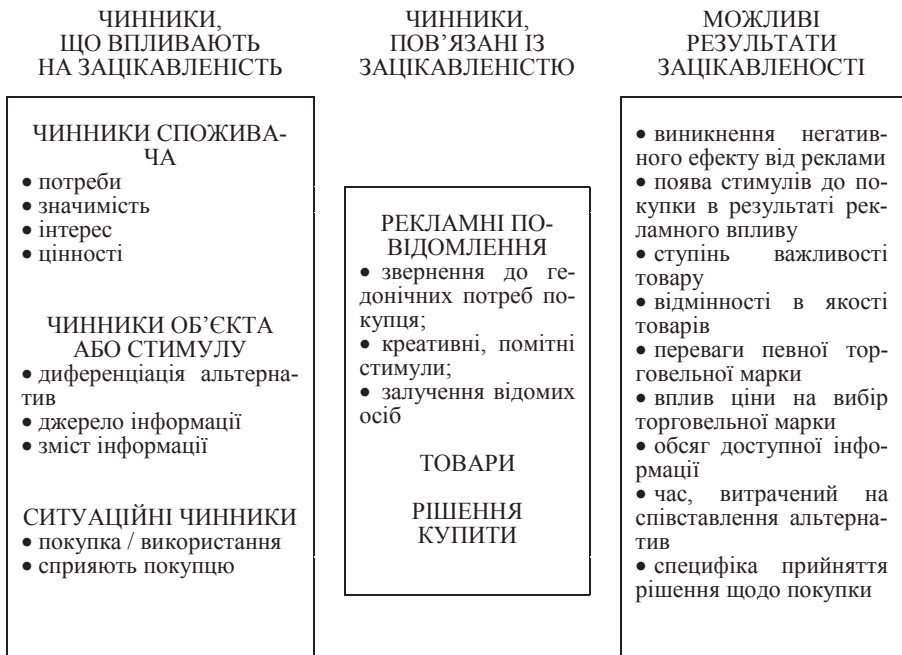 ЧИННИКИ,
ЩО ВПЛИВАЮТЬ
НА ЗАЦІКАВЛЕНІСТЬ
ЧИННИКИ СПОЖИВА-
ЧА
• потреби
• значимість
• інтерес
• цінності
ЧИННИКИ ОБ’ЄКТА
АБО СТИМУЛУ
• диференціація альтерна-
тив
• джерело інформації
• зміст інформації
СИТУАЦІЙНІ ЧИННИКИ
• покупка / використання
• сприяють покупцю
ЧИННИКИ,
ПОВ’ЯЗАНІ ІЗ
ЗАЦІКАВЛЕНІСТЮ
РЕКЛАМНІ ПО-
ВІДОМЛЕННЯ
• звернення до ге-
донічних потреб по-
купця;
• креативні, помітні
стимули;
• залучення відомих
осіб
ТОВАРИ
РІШЕННЯ
КУПИТИ
МОЖЛИВІ
РЕЗУЛЬТАТИ
ЗАЦІКАВЛЕНОСТІ
• виникнення негатив-
ного ефекту від реклами
• поява стимулів до по-
купки в результаті рек-
ламного впливу
• ступінь важливості
товару
• відмінності в якості
товарів
• переваги певної тор-
говельної марки
• вплив ціни на вибір
торговельної марки
• обсяг доступної інфо-
рмації
• час, витрачений на
співставлення альтерна-
тив
• специфіка прийняття
рішення щодо покупки